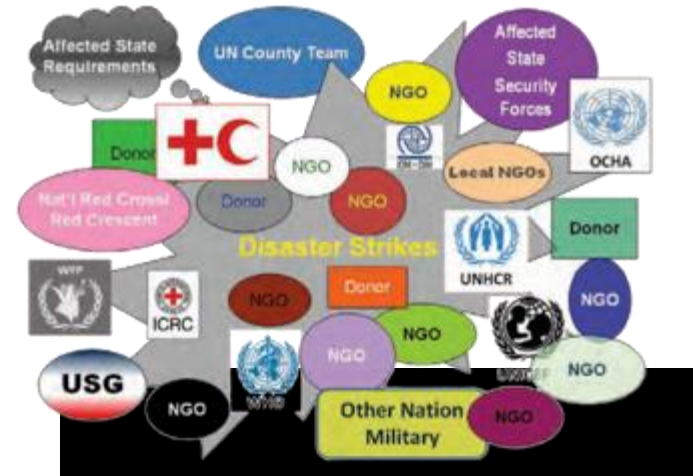 Affected State
Requirements
UN County Team
NGO
Affected
State
Security
Forces
OCHA
Donor
NGO
Local NGOs
Nat'l Red Cross/
Red Crescent
Donor
NGO
Disaster Strikes
UNHCR
Donor
WFP
ICRC
NGO
Donor
NGO
NGO
NGO
UNICEF
NGO
USG
NGO
WHO
Other Nation
Military
NGO